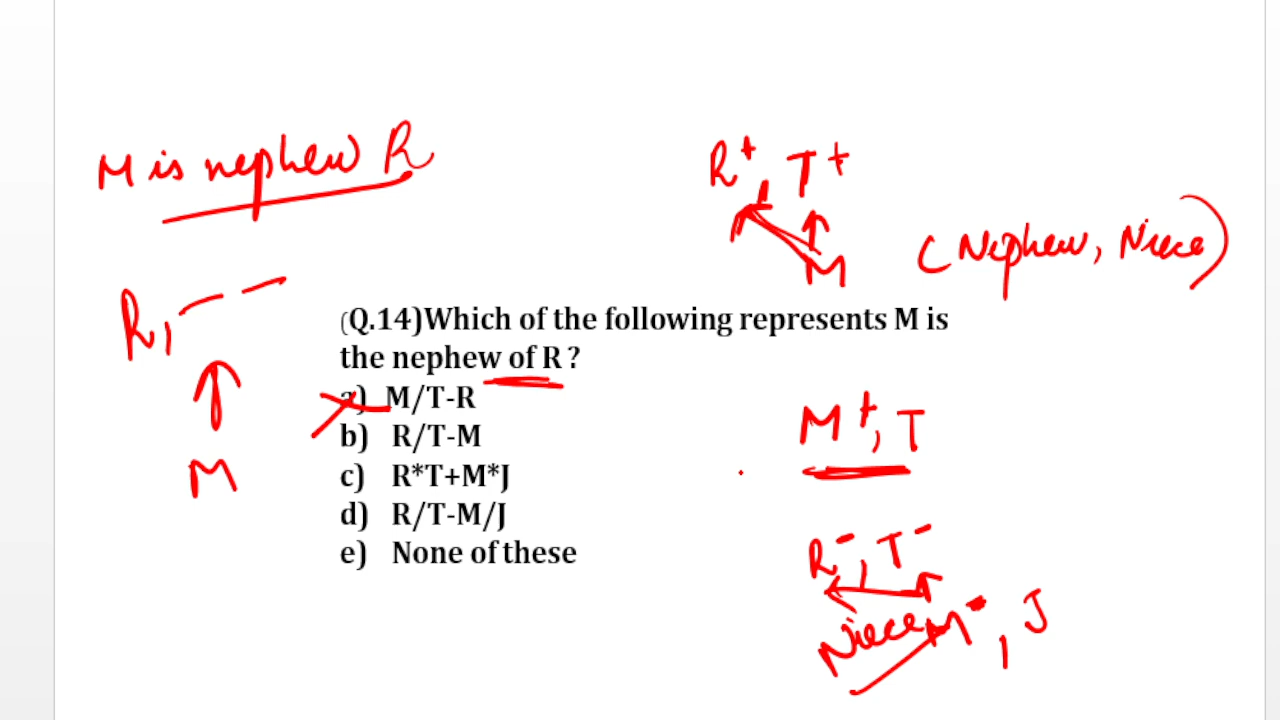 M is nephew R
R+, T+
M
(Nephew, Niece)
R, _ _
M
(Q.14)Which of the following represents M is
the nephew of R ?
a) M/T-R
b) R/T-M
c) R*T+M*J
d) R/T-M/J
e) None of these
M+, T
R-, T-
Niece M-, J